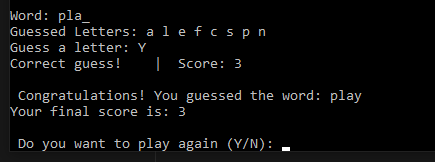 Word: pla_
Guessed Letters: a l e f c s p n
Guess a letter: Y
Correct guess!    |  Score: 3
Congratulations! You guessed the word: play
Your final score is: 3
Do you want to play again (Y/N):